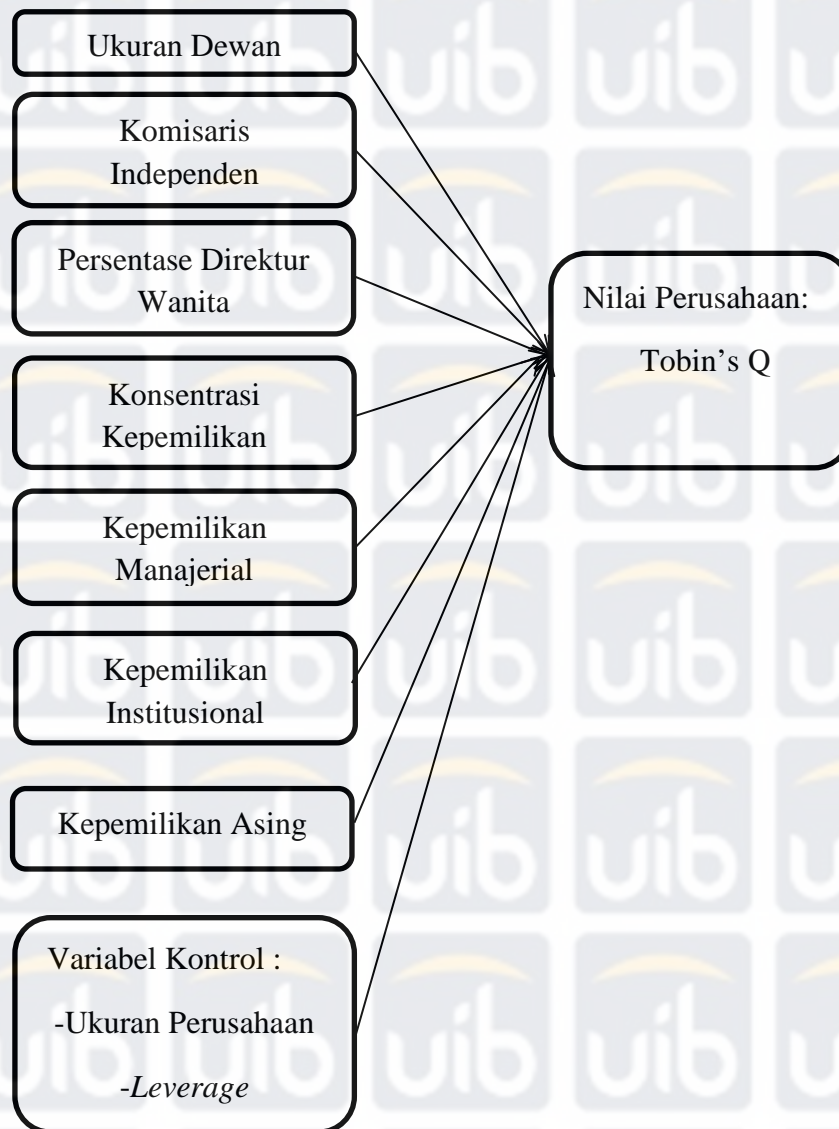 Ukuran Dewan
Komisaris
Independen
Persentase Direktur
Wanita
Konsentrasi
Kepemilikan
Kepemilikan
Manajerial
Kepemilikan
Institusional
Kepemilikan Asing
Variabel Kontrol :
-Ukuran Perusahaan
-Leverage
Nilai Perusahaan:
Tobin’s Q
uib